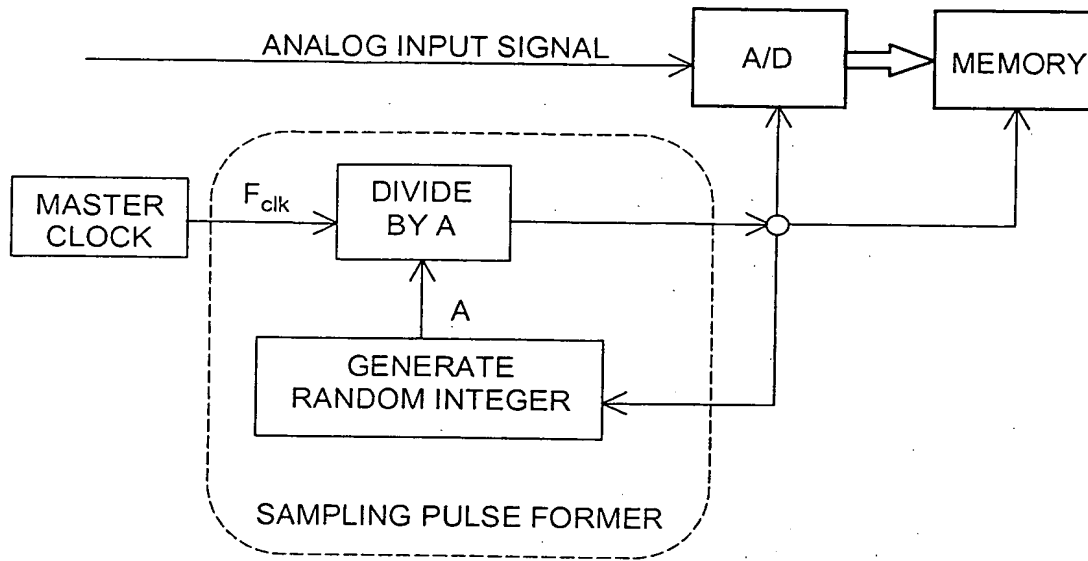 ANALOG INPUT SIGNAL
A/D
MEMORY
MASTER
CLOCK
Fclk
DIVIDE
BY A
A
GENERATE
RANDOM INTEGER
SAMPLING PULSE FORMER